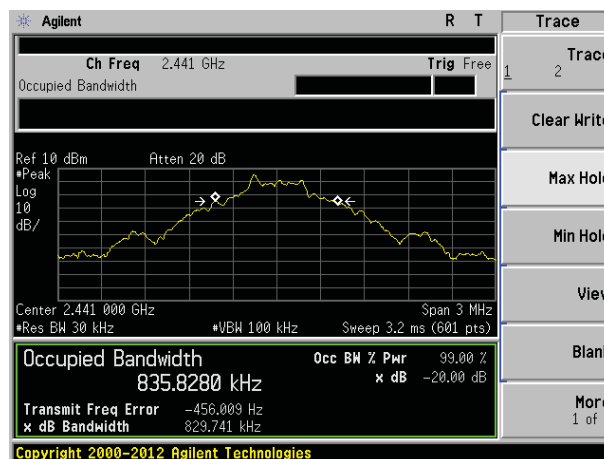 Agilent R T Trace
Ch Freq 2.441 GHz Trig Free
Occupied Bandwidth
Trace
1 2
Clear Write
Ref 10 dBm Atten 20 dB
#Peak
Log
10
dB/
Max Hold
Min Hold
Center 2.441 000 GHz Span 3 MHz
#Res BW 30 kHz #VBW 100 kHz Sweep 3.2 ms (601 pts)
View
Occupied Bandwidth Occ BW % Pwr 99.00 %
835.8280 kHz x dB -20.00 dB
Blank
Transmit Freq Error -456.009 Hz
x dB Bandwidth 829.741 kHz
More
1 of
Copyright 2000-2012 Agilent Technologies